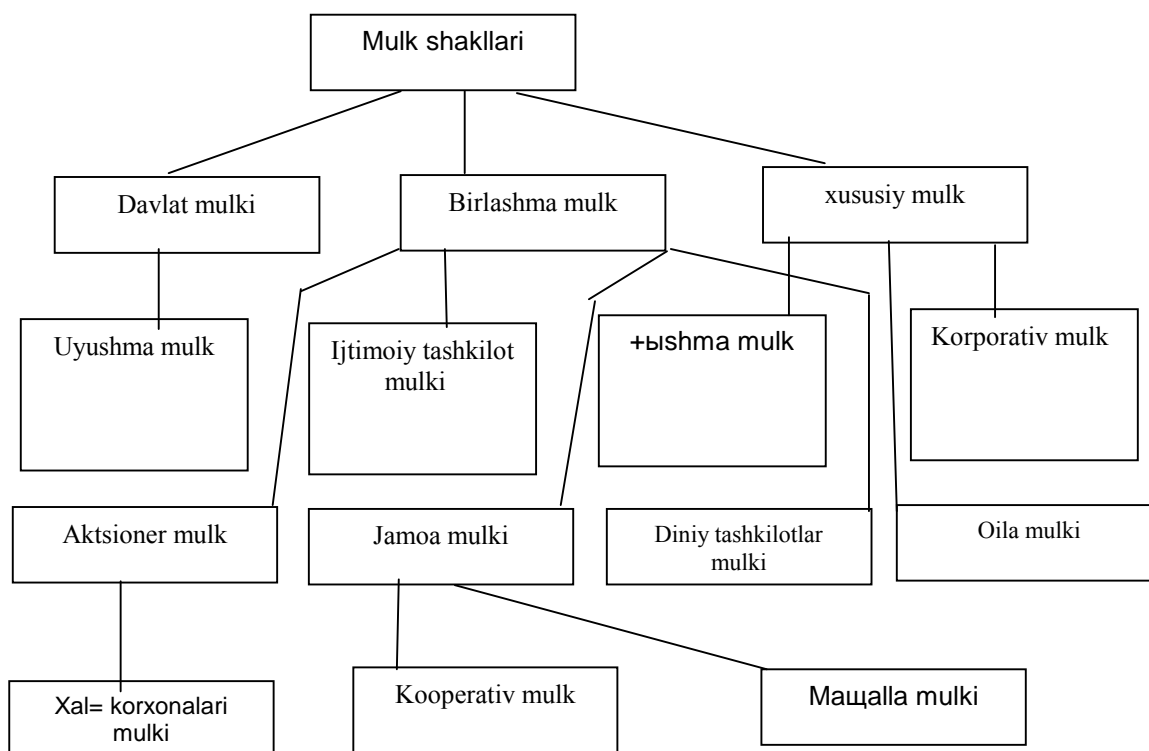 Mulk shakllari
Davlat mulki
Birlashma mulk
xususiy mulk
Uyushma mulk
Ijtimoiy tashkilot
mulki
+ыshma mulk
Korporativ mulk
Aktsioner mulk
Jamoa mulki
Diniy tashkilotlar
mulki
Oila mulki
Xal= korxonalari
mulki
Kooperativ mulk
Maщalla mulki